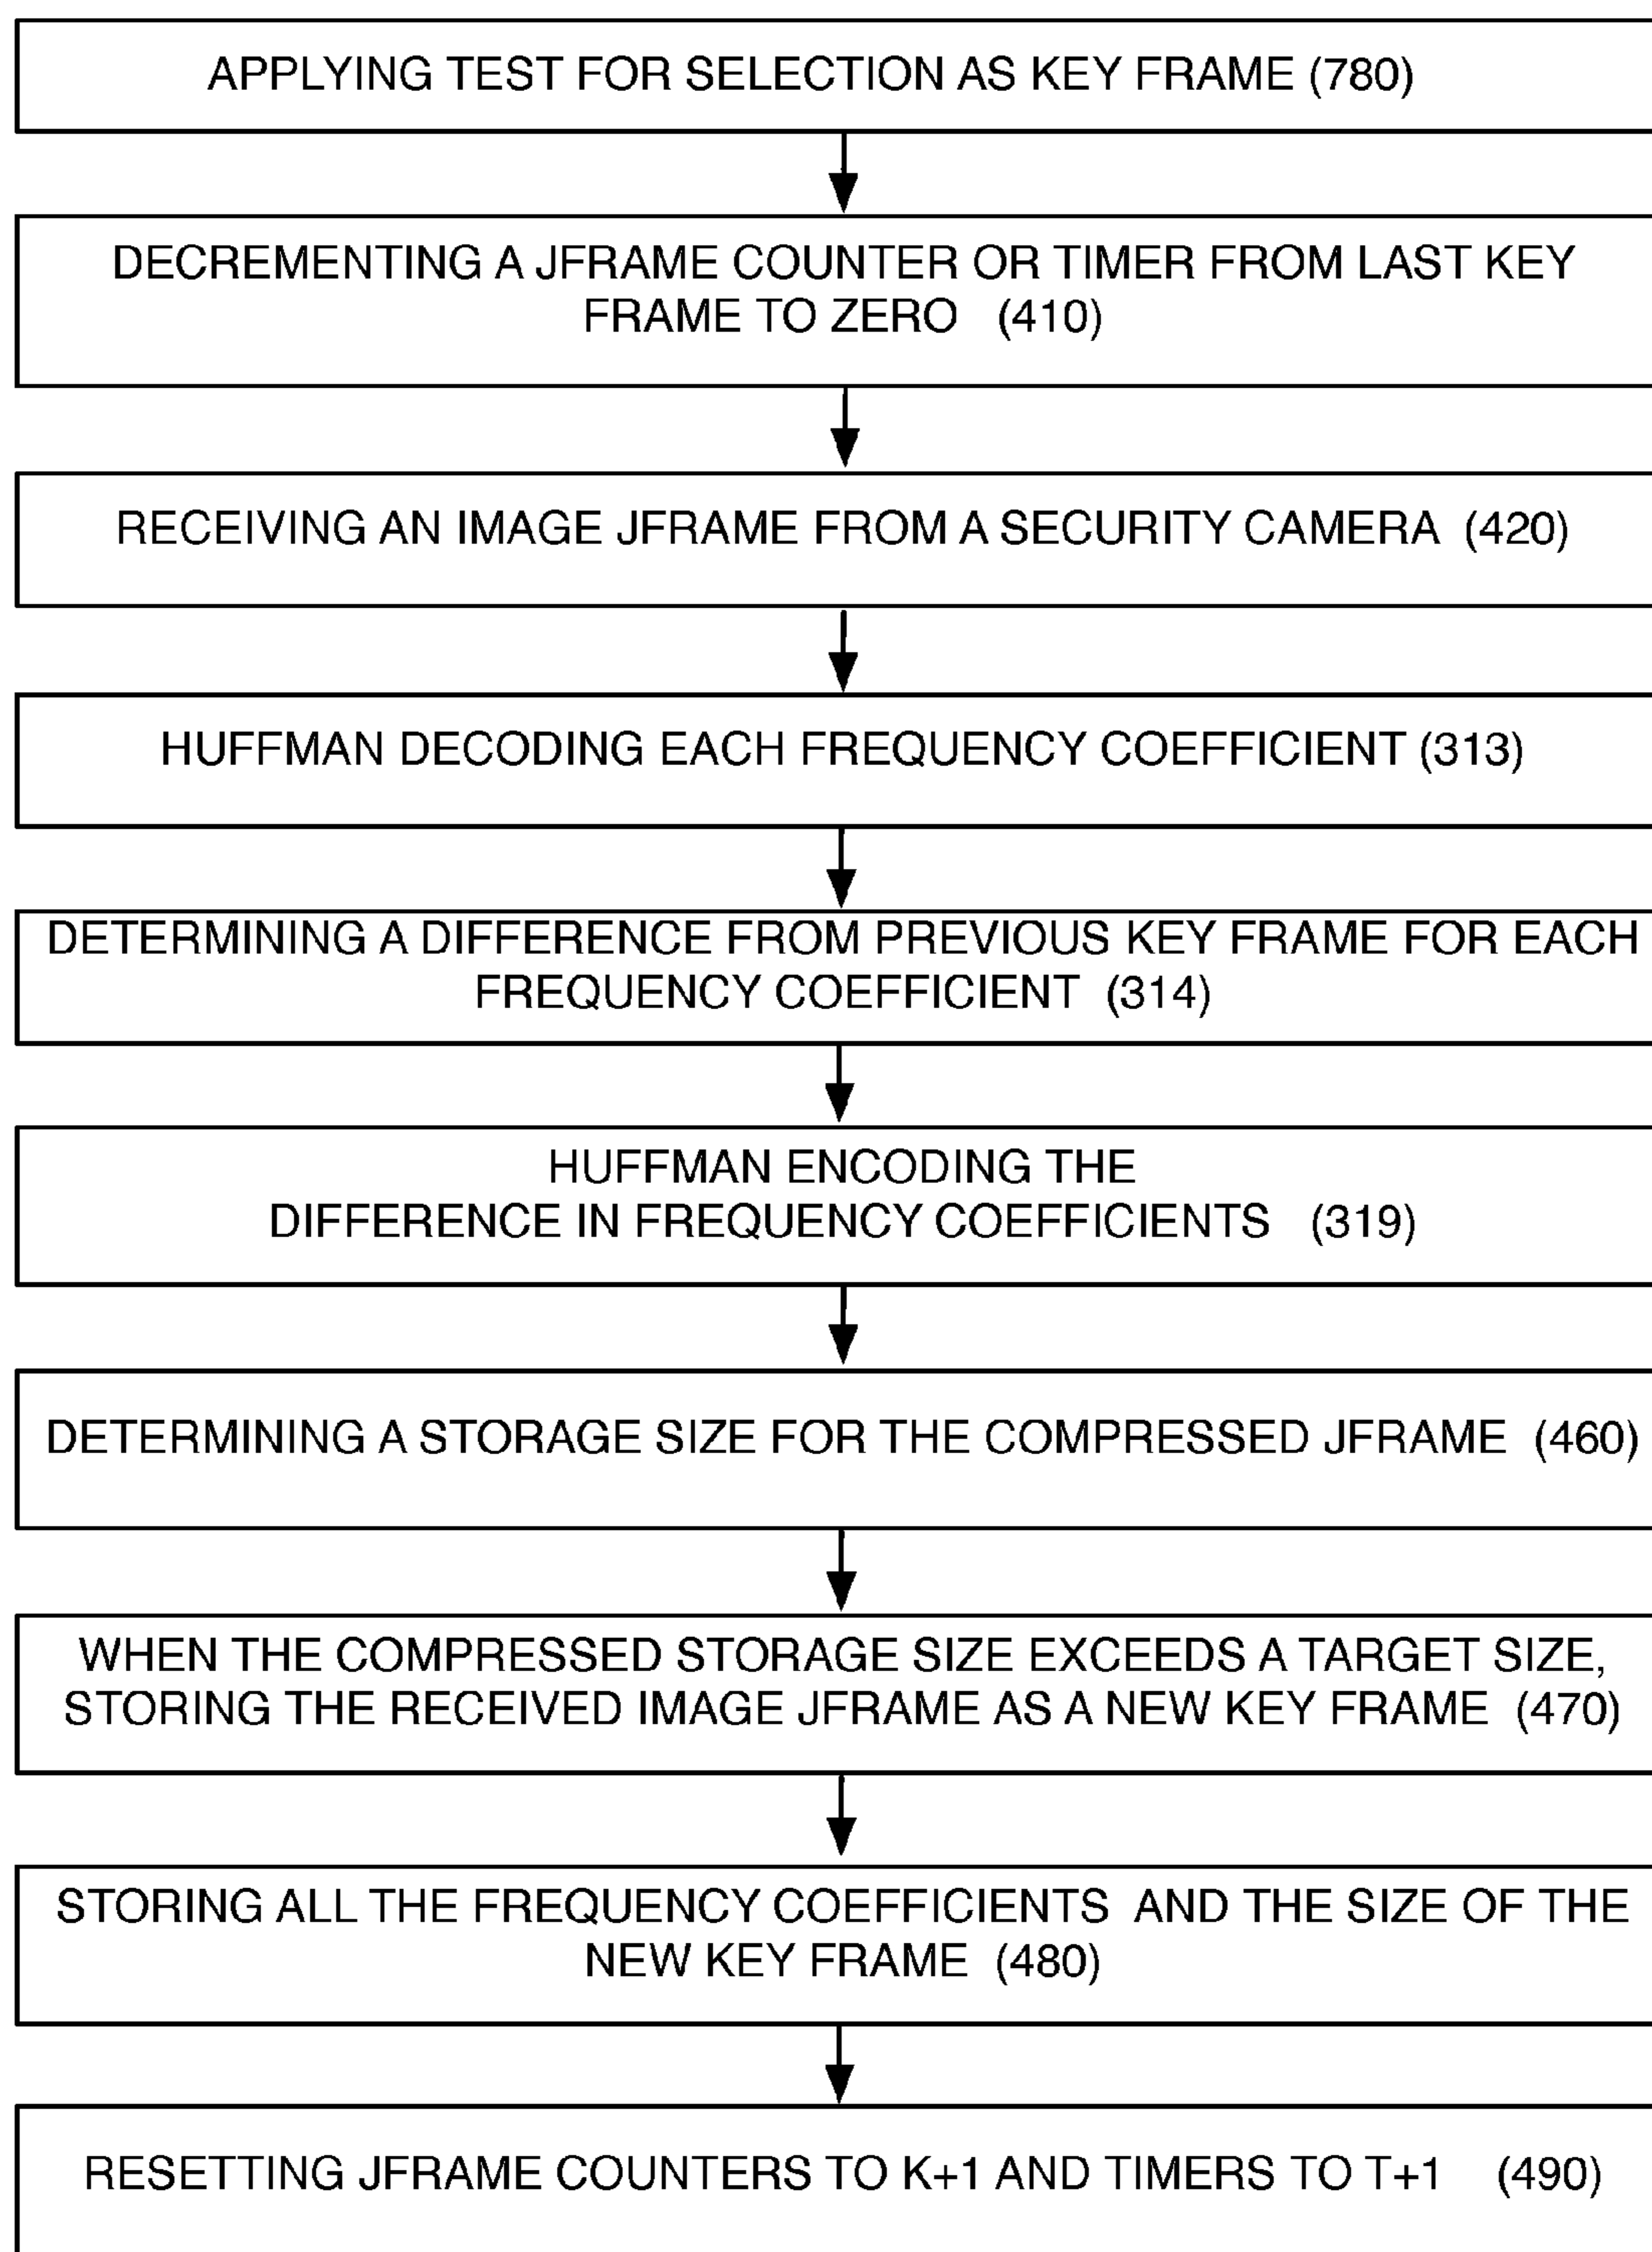 APPLYING TEST FOR SELECTION AS KEY FRAME (780)
DECREMENTING A JFRAME COUNTER OR TIMER FROM LAST KEY
FRAME TO ZERO (410)
RECEIVING AN IMAGE JFRAME FROM A SECURITY CAMERA (420)
HUFFMAN DECODING EACH FREQUENCY COEFFICIENT (313)
DETERMINING A DIFFERENCE FROM PREVIOUS KEY FRAME FOR EACH
FREQUENCY COEFFICIENT (314)
HUFFMAN ENCODING THE
DIFFERENCE IN FREQUENCY COEFFICIENTS (319)
DETERMINING A STORAGE SIZE FOR THE COMPRESSED JFRAME (460)
WHEN THE COMPRESSED STORAGE SIZE EXCEEDS A TARGET SIZE,
STORING THE RECEIVED IMAGE JFRAME AS A NEW KEY FRAME (470)
STORING ALL THE FREQUENCY COEFFICIENTS AND THE SIZE OF THE
NEW KEY FRAME (480)
RESETTING JFRAME COUNTERS TO K+1 AND TIMERS TO T+1 (490)